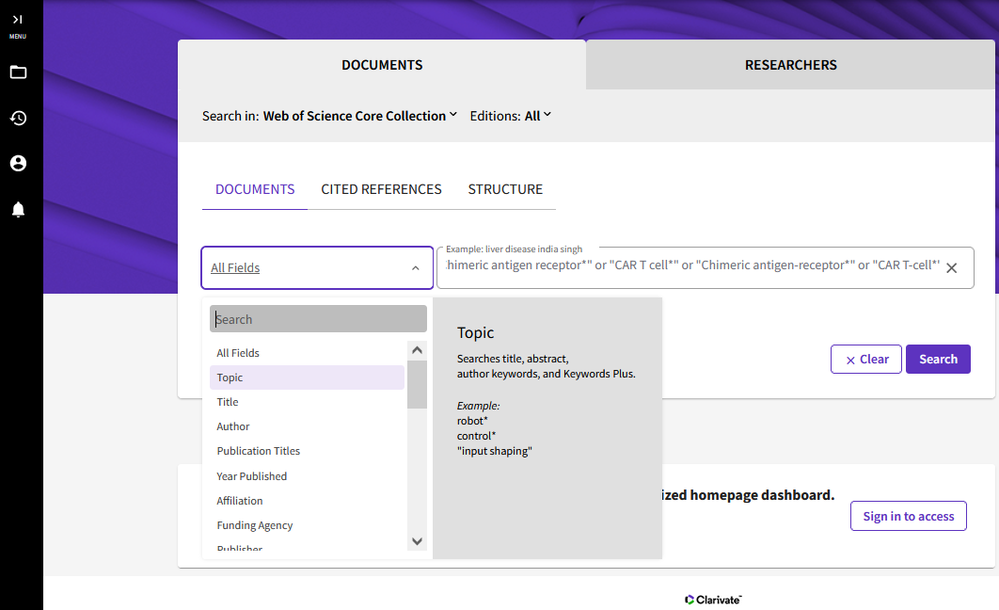 MENU
DOCUMENTS
RESEARCHERS
Search in: Web of Science Core Collection Editions: All
DOCUMENTS CITED REFERENCES STRUCTURE
All Fields
Example: liver disease india singh
himeric antigen receptor*" or "CAR T cell*" or "Chimeric antigen-receptor*" or "CAR T-cell*"
Search
All Fields
Topic
Title
Author
Publication Titles
Year Published
Affiliation
Funding Agency
Publisher
Topic
Searches title, abstract,
author keywords, and Keywords Plus.
Example:
robot*
control*
"input shaping"
Clear
Search
ized homepage dashboard.
Sign in to access
Clarivate™